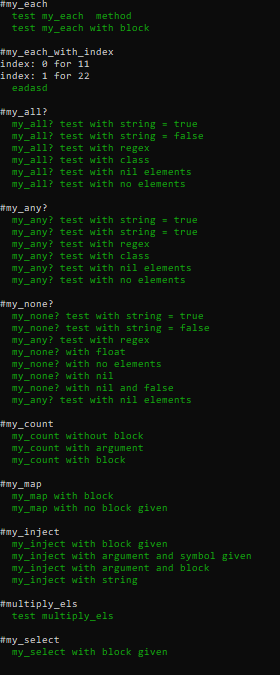 #my_each
test my_each  method
test my_each with block
#my_each_with_index
index: 0 for 11
index: 1 for 22
eadasd
#my_all?
my_all? test with string = true
my_all? test with string = false
my_all? test with regex
my_all? test with class
my_all? test with nil elements
my_all? test with no elements
#my_any?
my_any? test with string = true
my_any? test with string = true
my_any? test with regex
my_any? test with class
my_any? test with nil elements
my_any? test with no elements
#my_none?
my_none? test with string = true
my_none? test with string = false
my_any? test with regex
my_none? with float
my_none? with no elements
my_none? with nil
my_none? with nil and false
my_any? test with nil elements
#my_count
my_count without block
my_count with argument
my_count with block
#my_map
my_map with block
my_map with no block given
#my_inject
my_inject with block given
my_inject with argument and symbol given
my_inject with argument and block
my_inject with string
#multiply_els
test multiply_els
#my_select
my_select with block given